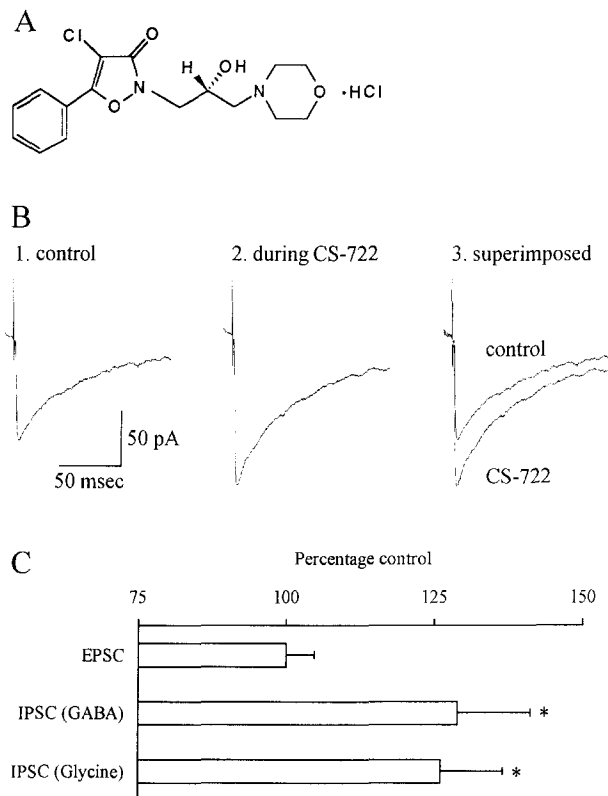 A
Cl
O
H
OH
N
O
N
O
·HCl
B
1. control
2. during CS-722
3. superimposed
control
50 pA
50 msec
CS-722
C
Percentage control
75 100 125 150
EPSC
IPSC (GABA) *
IPSC (Glycine) *